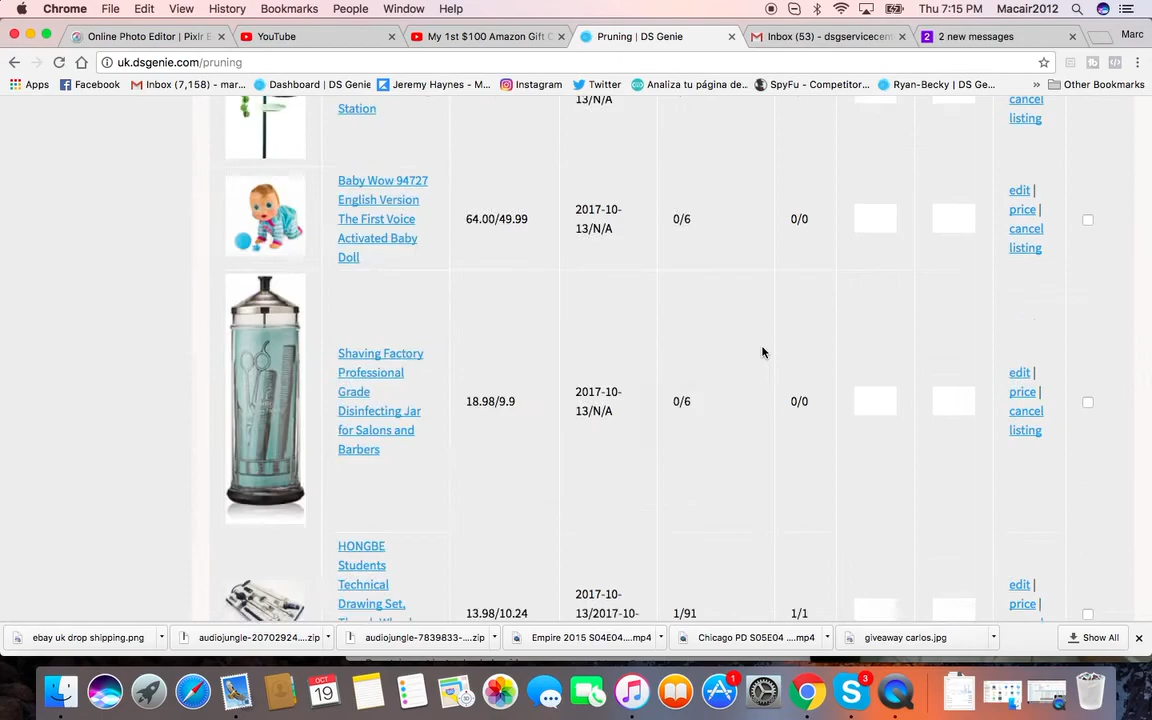 Chrome File Edit View History Bookmarks People Window Help Thu 7:15 PM Macair2012
Online Photo Editor | Pixlr E YouTube My 1st $100 Amazon Gift C Pruning | DS Genie Inbox (53) - dsgservicecent 2 new messages Marc
uk.dsgenie.com/pruning
Apps Facebook Inbox (7,158) - mar... Dashboard | DS Genie Jeremy Haynes - M... Instagram Twitter Analiza tu página de... SpyFu - Competitor... Ryan-Becky | DS Ge... » Other Bookmarks
Station 13/N/A cancel
listing
Baby Wow 94727
English Version
The First Voice
Activated Baby
Doll
64.00/49.99
2017-10-
13/N/A
0/6
0/0
edit |
price |
cancel
listing
Shaving Factory
Professional
Grade
Disinfecting Jar
for Salons and
Barbers
18.98/9.9
2017-10-
13/N/A
0/6
0/0
edit |
price |
cancel
listing
HONGBE
Students
Technical
Drawing Set,
13.98/10.24
2017-10-
13/2017-10-
1/91
1/1
edit |
price |
ebay uk drop shipping.png audiojungle-20702924....zip audiojungle-7839833-....zip Empire 2015 S04E04....mp4 Chicago PD S05E04 ....mp4 giveaway carlos.jpg Show All
OCT
19
1
3